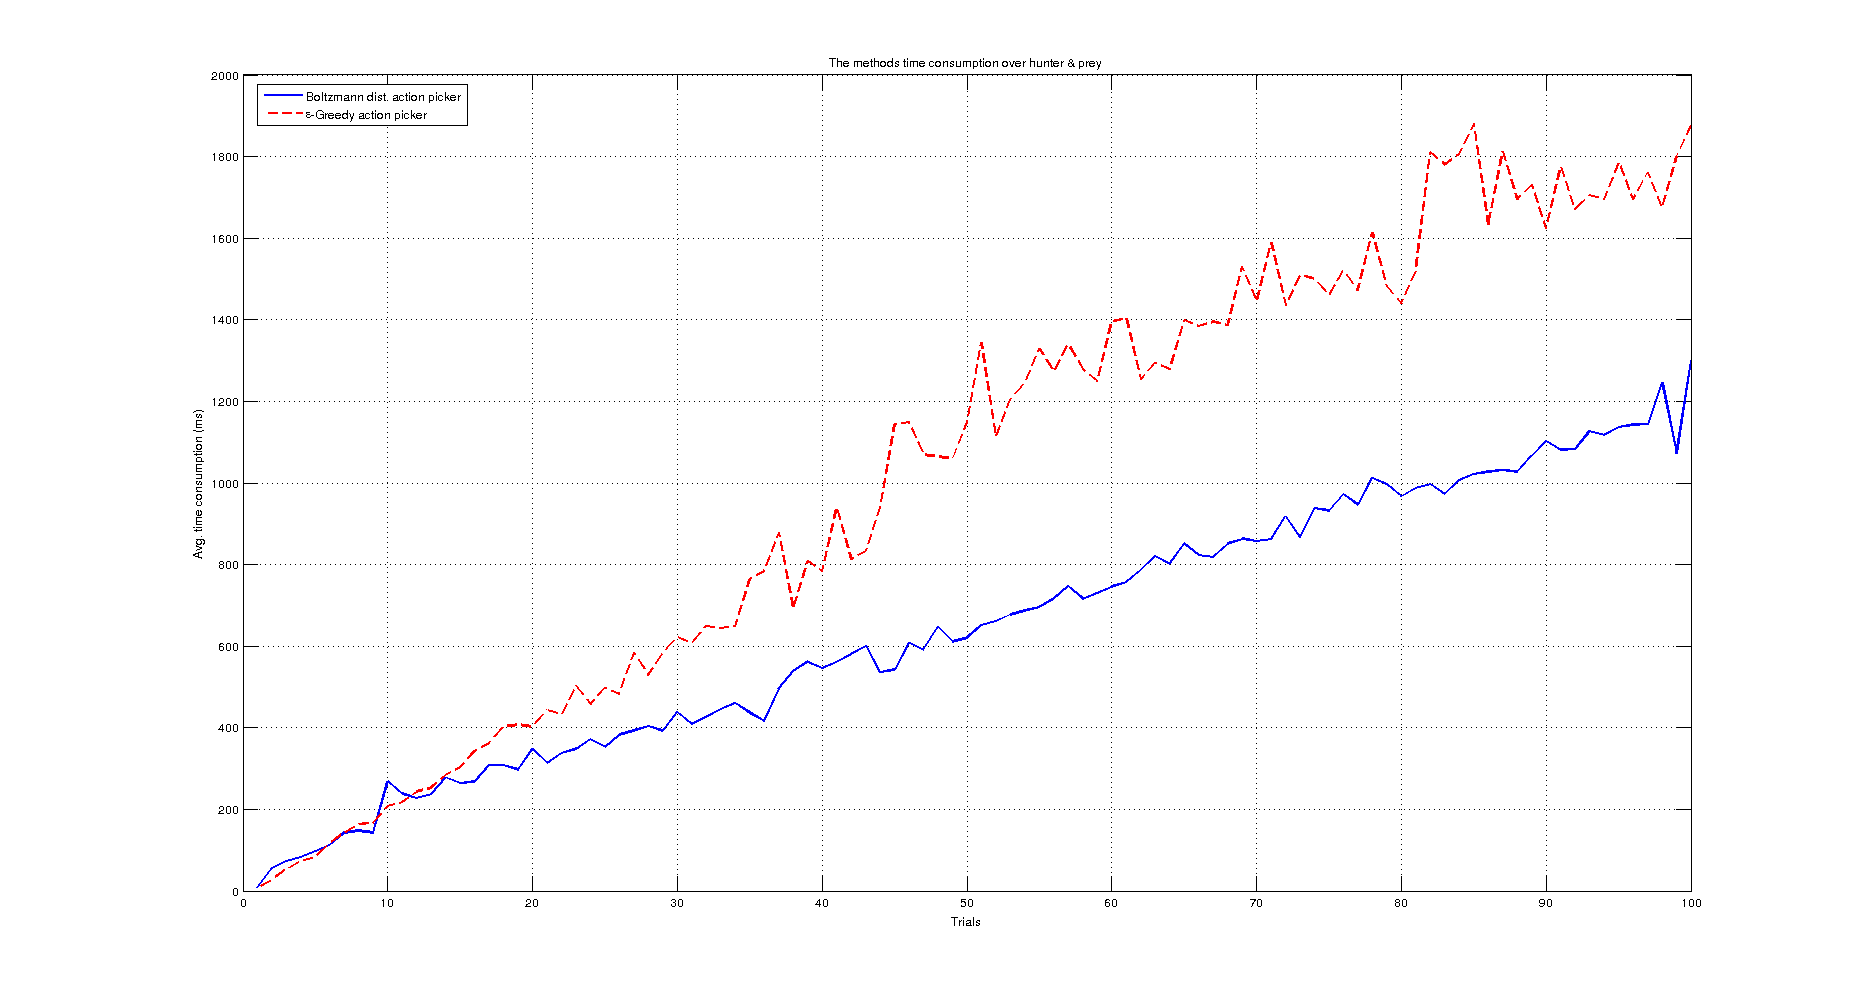 The methods time consumption over hunter & prey
2000
Boltzmann dist. action picker
ε-Greedy action picker
1800
1600
1400
1200
1000
800
600
400
200
0
Avg. time consumption (ms)
0 10 20 30 40 50 60 70 80 90 100
Trials